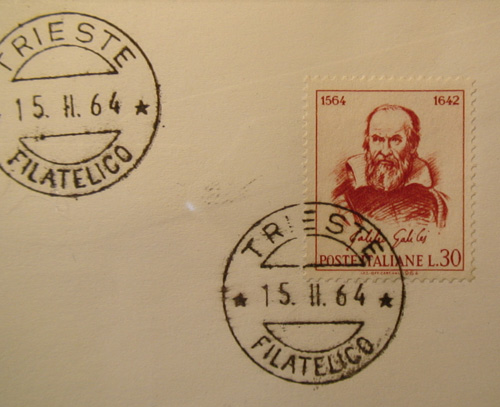 TRIESTE
15. II. 64 ★
FILATELICO
1564 1642
Galileo Galilei
POSTE ITALIANE L.30
TRIESTE
★ 15. II. 64 ★
FILATELICO